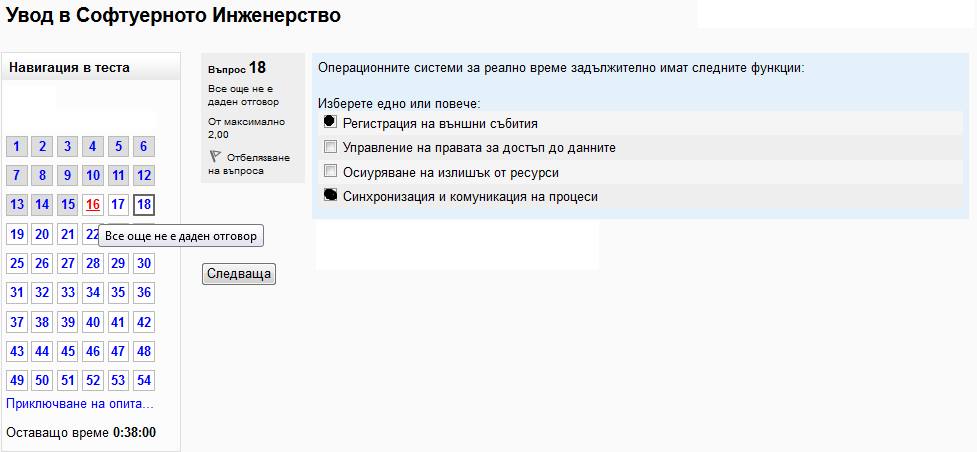 Увод в Софтуерното Инженерство
Навигация в теста
1 2 3 4 5 6
7 8 9 10 11 12
13 14 15 16 17 18
19 20 21 22
Все още не е даден отговор
25 26 27 28 29 30
31 32 33 34 35 36
37 38 39 40 41 42
43 44 45 46 47 48
49 50 51 52 53 54
Приключване на опита...
Оставащо време 0:38:00
Въпрос 18
Все още не е
даден отговор
От максимално
2,00
Отбелязване
на въпроса
Операционните системи за реално време задължително имат следните функции:
Изберете едно или повече:
Регистрация на външни събития
Управление на правата за достъп до данните
Осиуряване на излишък от ресурси
Синхронизация и комуникация на процеси
Следваща